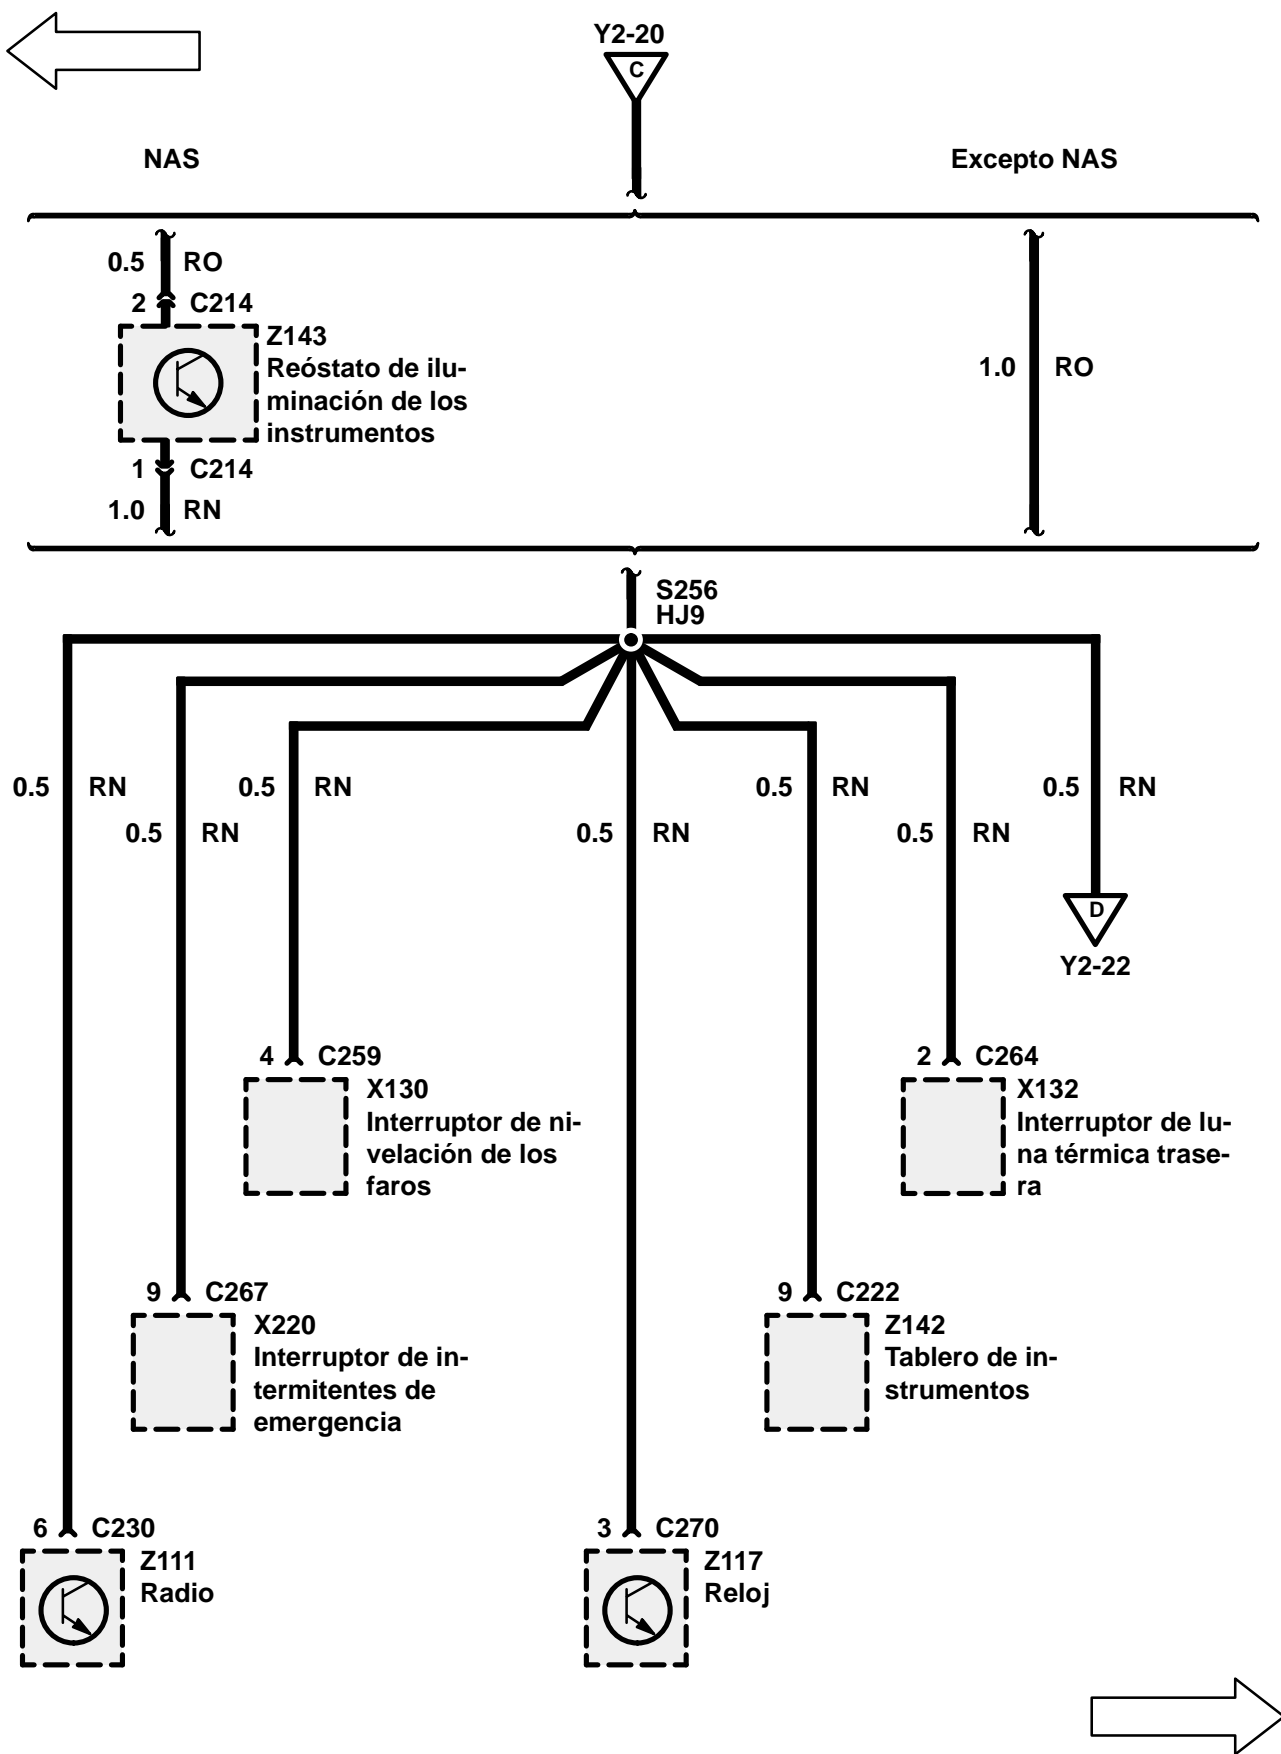 Y2-20
C
NAS
Excepto NAS
0.5 RO
2 C214
Z143
Reóstato de ilu-
minación de los
instrumentos
1.0 RO
1 C214
1.0 RN
S256
HJ9
0.5 RN
0.5 RN
0.5 RN
0.5 RN
0.5 RN
0.5 RN
0.5 RN
D
Y2-22
4 C259
X130
Interruptor de ni-
velación de los
faros
2 C264
X132
Interruptor de lu-
na térmica trase-
ra
9 C267
X220
Interruptor de in-
termitentes de
emergencia
9 C222
Z142
Tablero de in-
strumentos
6 C230
Z111
Radio
3 C270
Z117
Reloj